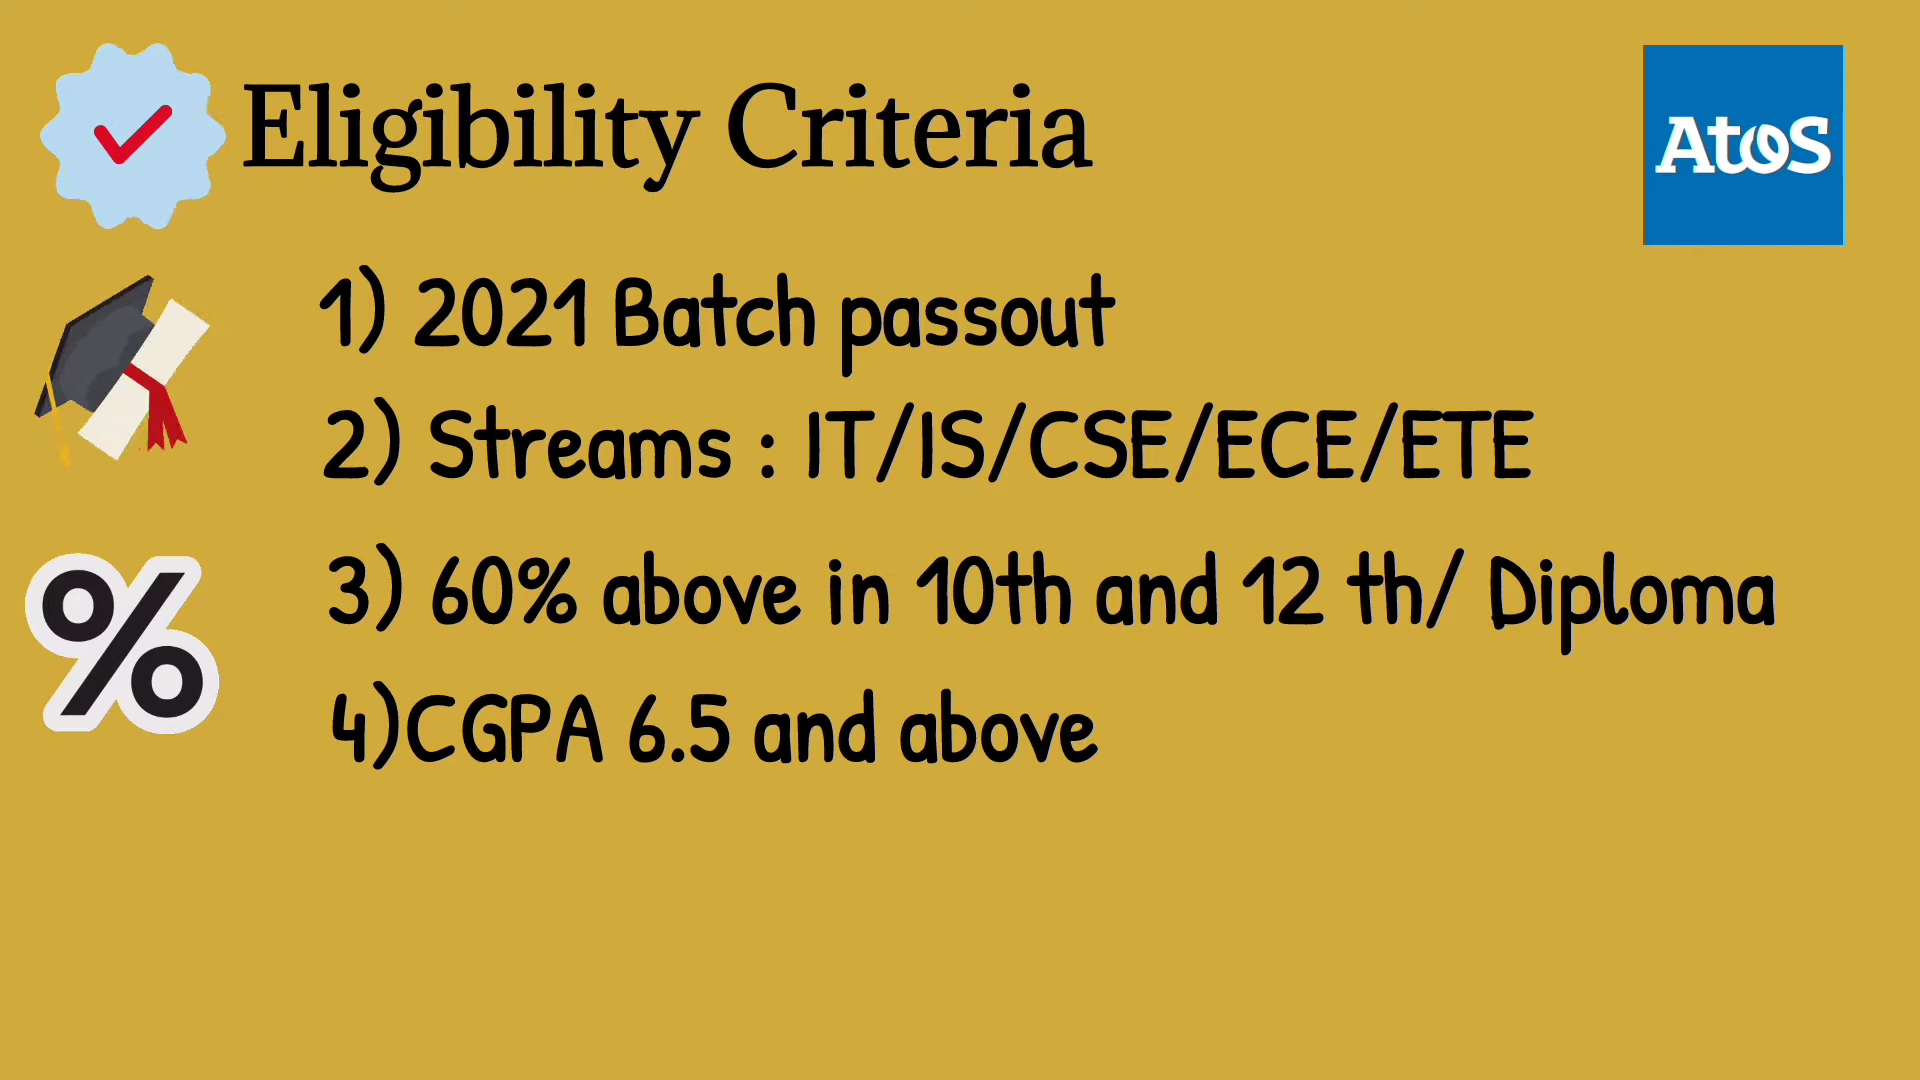 Eligibility Criteria
Atos
1) 2021 Batch passout
2) Streams : IT/IS/CSE/ECE/ETE
3) 60% above in 10th and 12 th/ Diploma
4)CGPA 6.5 and above
%